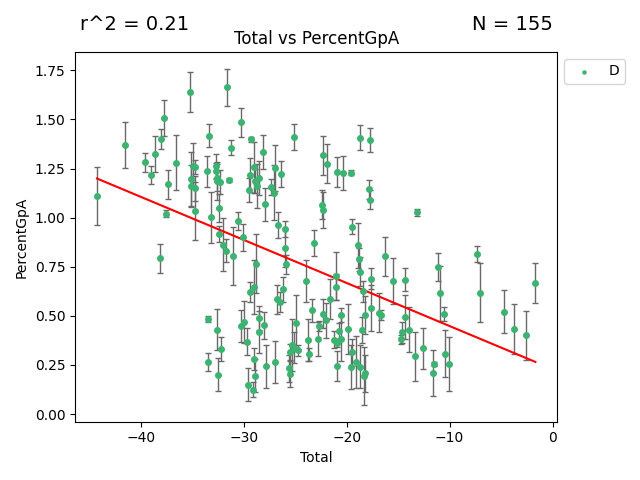 r^2 = 0.21 N = 155
Total vs PercentGpA
D
PercentGpA
1.75
1.50
1.25
1.00
0.75
0.50
0.25
0.00
−40 −30 −20 −10 0
Total